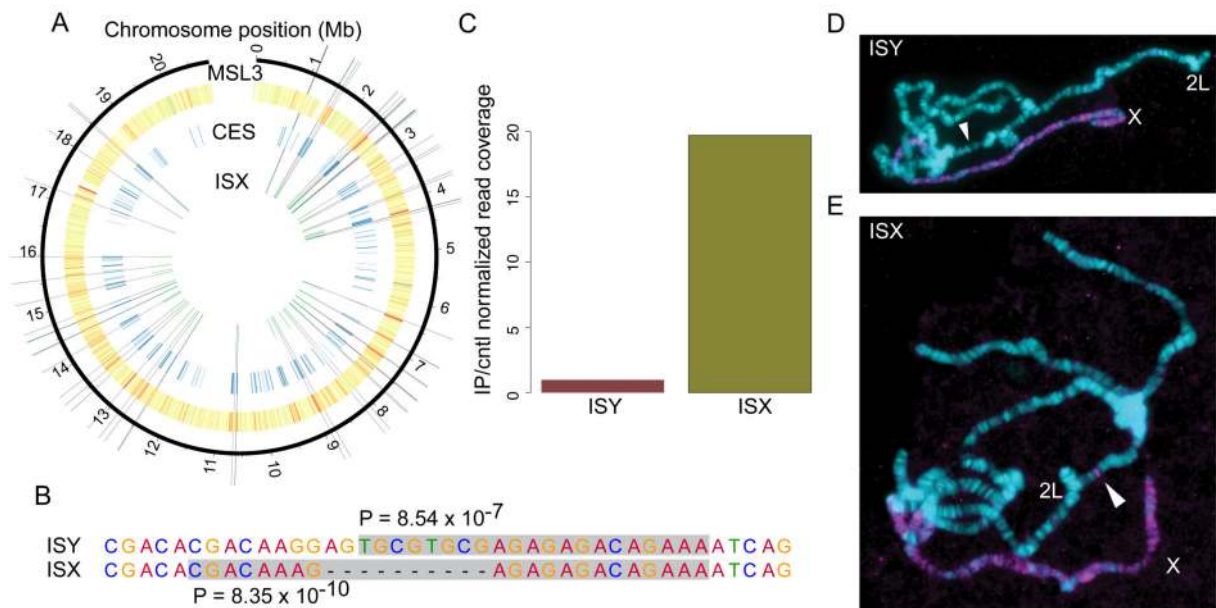 A
Chromosome position (Mb)
0
1
2
3
4
5
6
7
8
9
10
11
12
13
14
15
16
17
18
19
20
MSL3
CES
ISX
B
P = 8.54 x 10-7
ISY CGACACGACAAGGAGTGCGTGCGAGAGAGACAGAAAATCAG
ISX CGACACGACAAAG----------AGAGAGACAGAAAATCAG
P = 8.35 x 10-10
C
IP/cntl normalized read coverage
20
15
10
5
0
ISY ISX
D
ISY
2L
X
E
ISX
2L
X